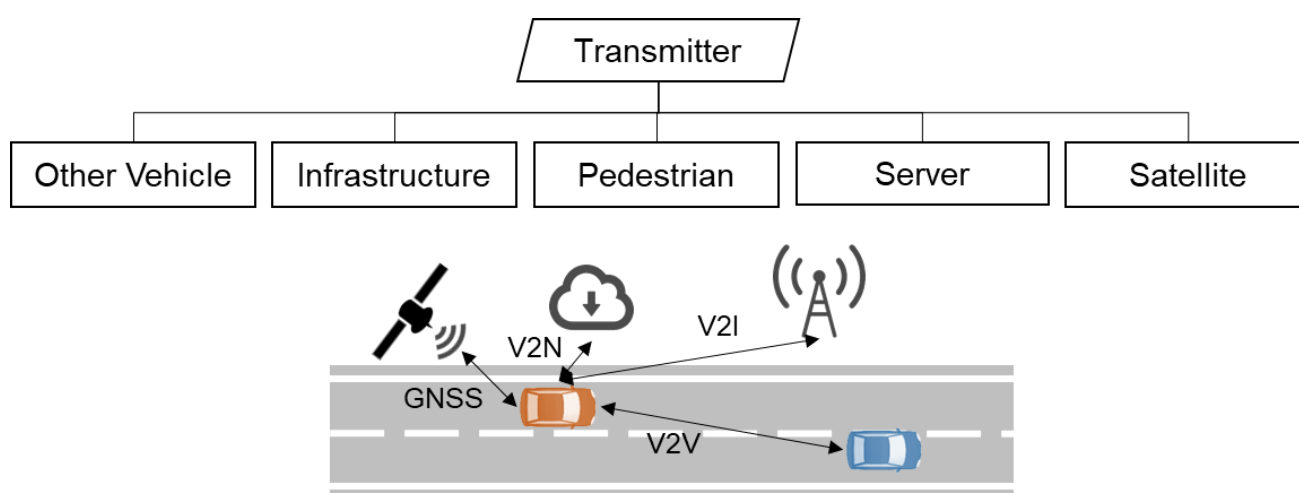 Transmitter
Other Vehicle
Infrastructure
Pedestrian
Server
Satellite
V2I
V2N
GNSS
V2V